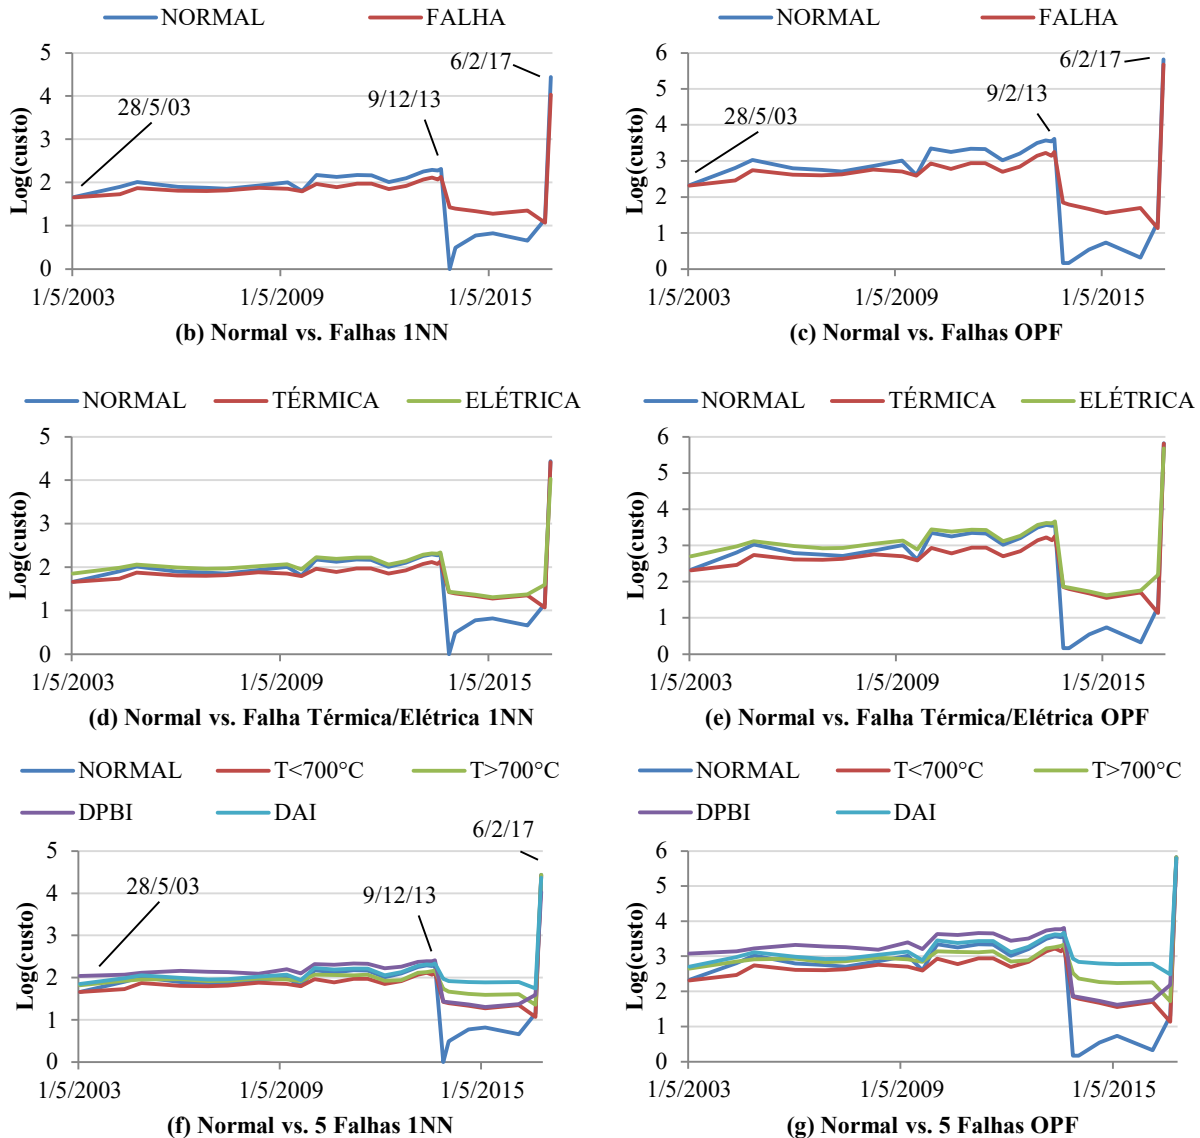 NORMAL FALHA
Log(custo)
5
4
3
2
1
0
28/5/03
9/12/13
6/2/17
1/5/2003 1/5/2009 1/5/2015
(b) Normal vs. Falhas 1NN
NORMAL FALHA
Log(custo)
6
5
4
3
2
1
0
28/5/03
9/2/13
6/2/17
1/5/2003 1/5/2009 1/5/2015
(c) Normal vs. Falhas OPF
NORMAL TÉRMICA ELÉTRICA
Log(custo)
5
4
3
2
1
0
1/5/2003 1/5/2009 1/5/2015
(d) Normal vs. Falha Térmica/Elétrica 1NN
NORMAL TÉRMICA ELÉTRICA
Log(custo)
6
5
4
3
2
1
0
1/5/2003 1/5/2009 1/5/2015
(e) Normal vs. Falha Térmica/Elétrica OPF
NORMAL T<700°C T>700°C
DPBI DAI
Log(custo)
5
4
3
2
1
0
28/5/03
9/12/13
6/2/17
1/5/2003 1/5/2009 1/5/2015
(f) Normal vs. 5 Falhas 1NN
NORMAL T<700°C T>700°C
DPBI DAI
Log(custo)
6
5
4
3
2
1
0
1/5/2003 1/5/2009 1/5/2015
(g) Normal vs. 5 Falhas OPF